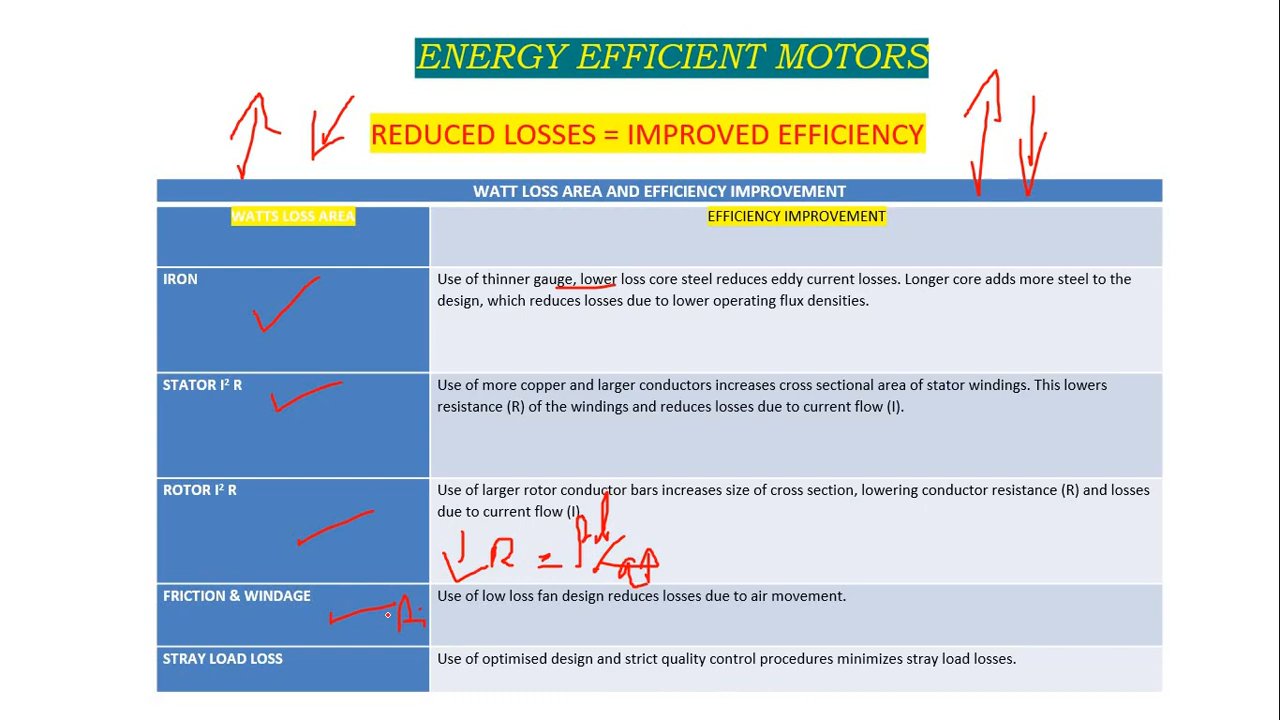 ENERGY EFFICIENT MOTORS
REDUCED LOSSES = IMPROVED EFFICIENCY
WATT LOSS AREA AND EFFICIENCY IMPROVEMENT
WATTS LOSS AREA
EFFICIENCY IMPROVEMENT
IRON
Use of thinner gauge, lower loss core steel reduces eddy current losses. Longer core adds more steel to the
design, which reduces losses due to lower operating flux densities.
STATOR I² R
Use of more copper and larger conductors increases cross sectional area of stator windings. This lowers
resistance (R) of the windings and reduces losses due to current flow (I).
ROTOR I² R
Use of larger rotor conductor bars increases size of cross section, lowering conductor resistance (R) and losses
due to current flow (I).
R =
FRICTION & WINDAGE
Use of low loss fan design reduces losses due to air movement.
STRAY LOAD LOSS
Use of optimised design and strict quality control procedures minimizes stray load losses.